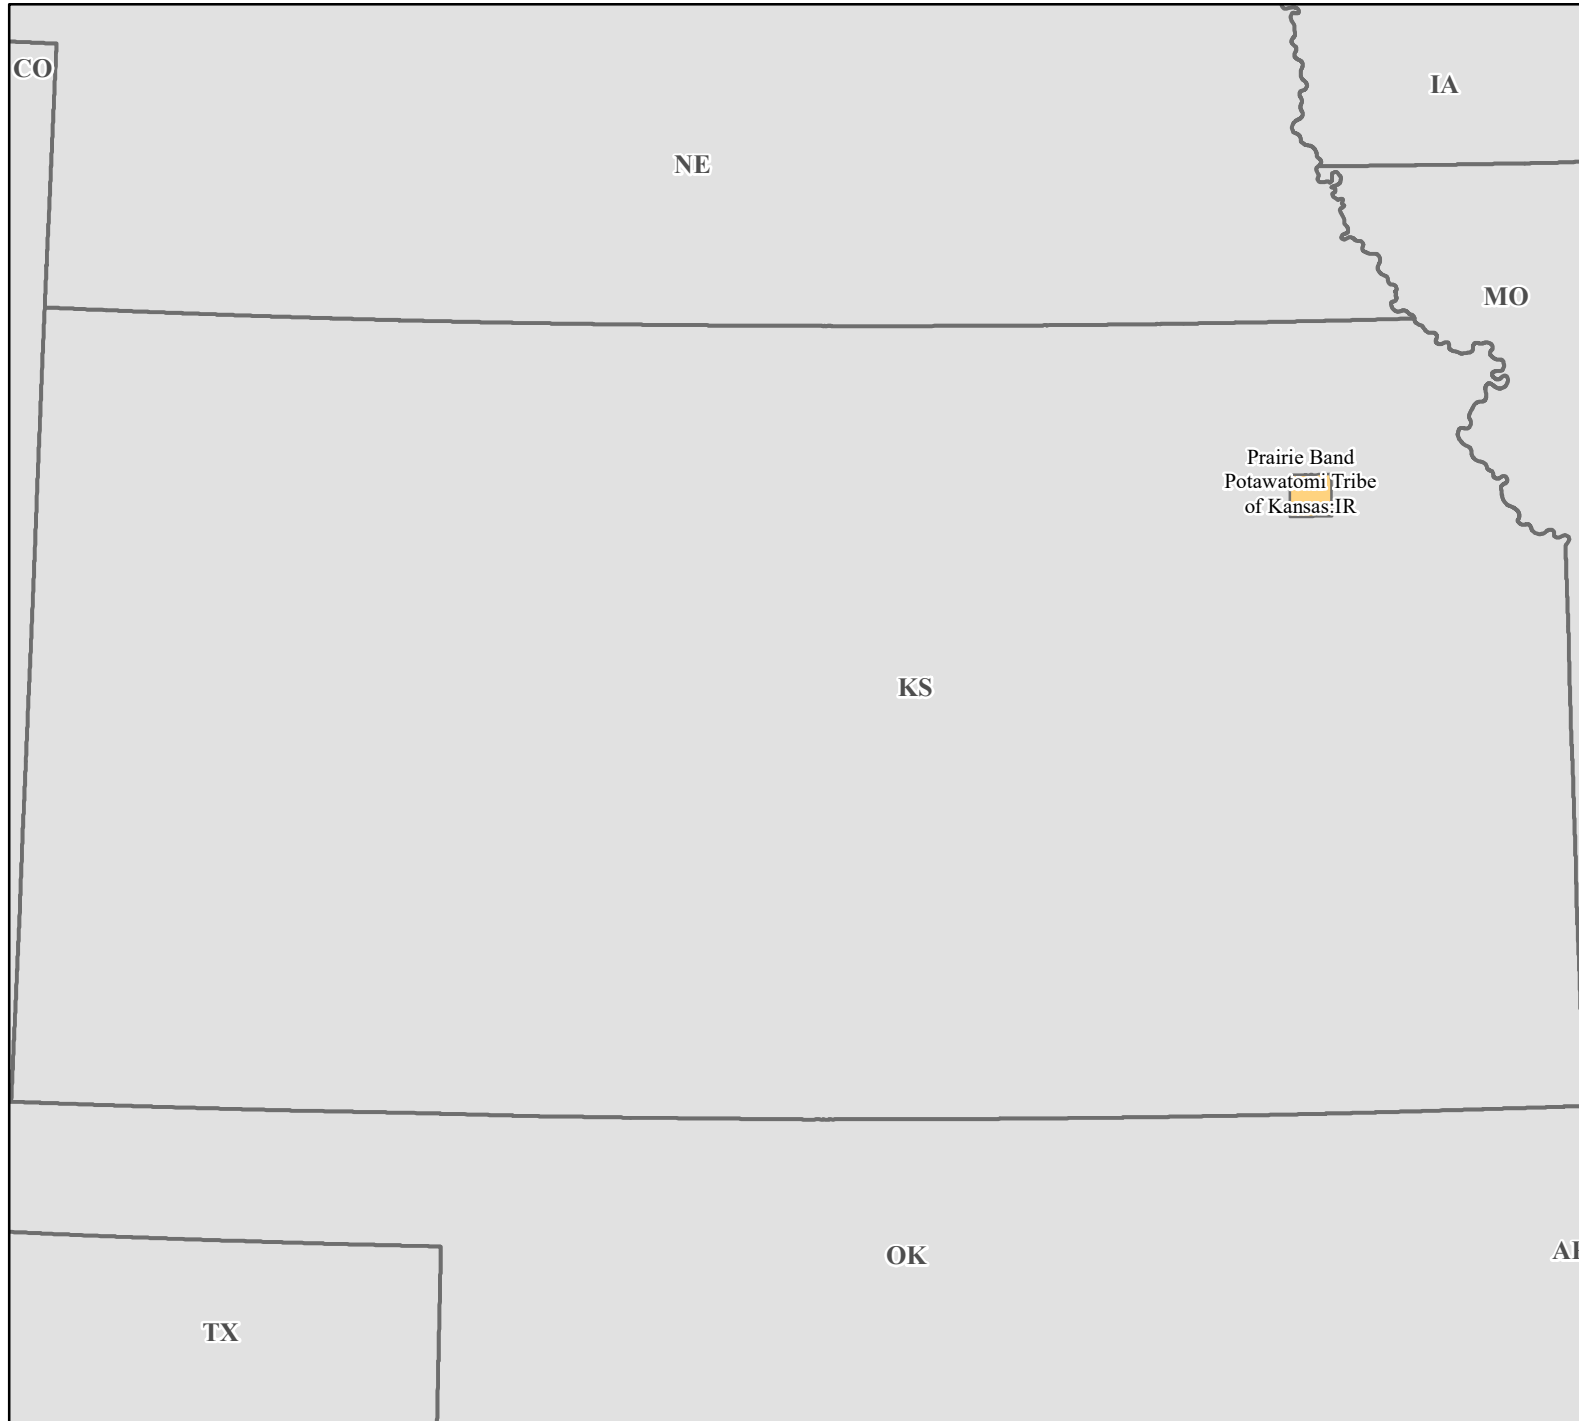 CO
IA
NE
MO
Prairie Band
Potawatomi Tribe
of Kansas:IR
KS
OK
TX